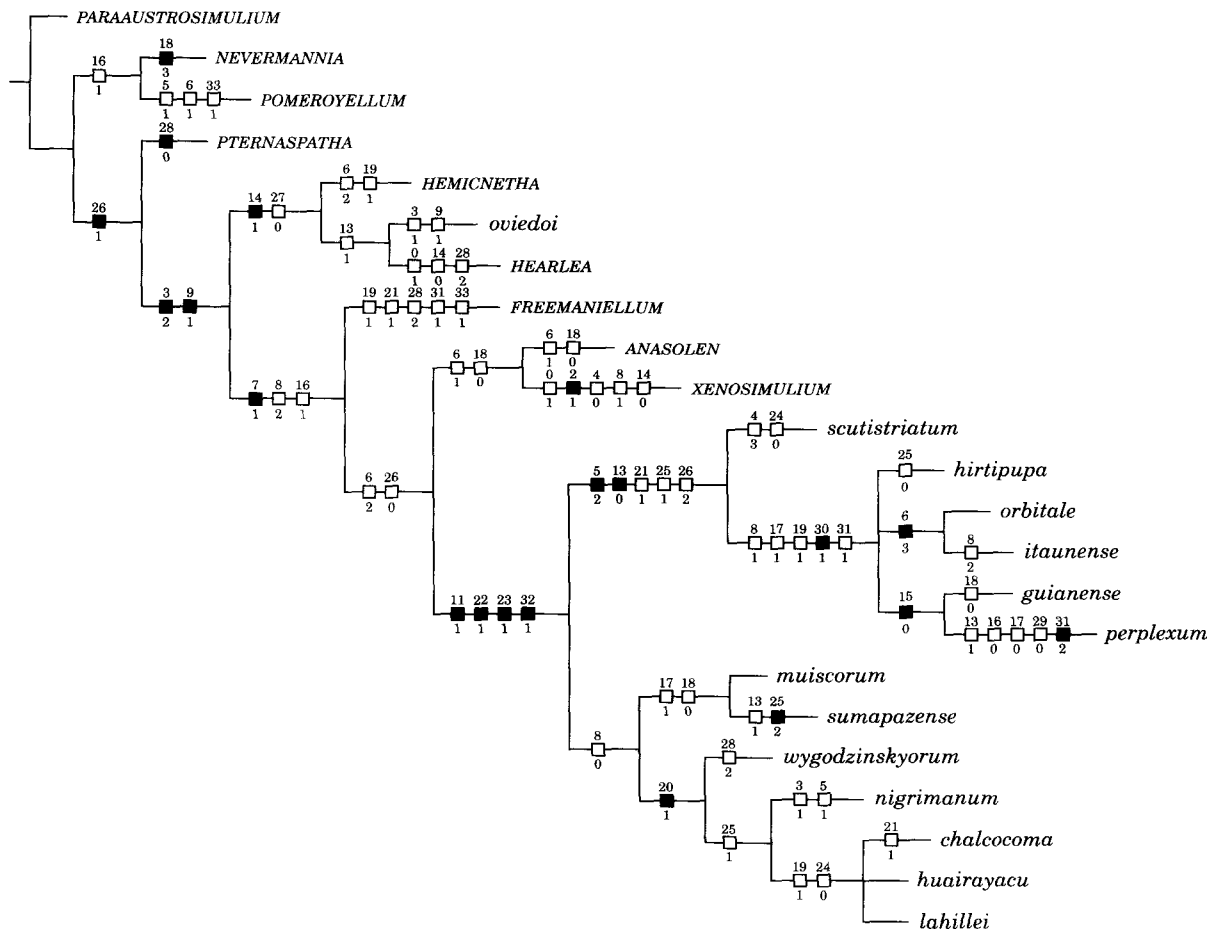 PARAAUSTROSIMULIUM
18
16
NEVERMANNIA
3
1
5 6 33
POMEROYELLUM
1 1 1
28
PTERNASPATHA
0
6 19
HEMICNETHA
2 1
14 27
26
3 9
oviedoi
1 0
1
13
1 1
1
0 14 28
HEARLEA
1 0 2
3 9
19 21 28 31 33
FREEMANIELLUM
2 2
1 1 2 1 1
6 18
ANASOLEN
6 18
1 0
1 0
0 2 4 8 14
XENOSIMULIUM
7 8 16
1 1 0 1 0
1 2 1
4 24
scutistriatum
3 0
25
hirtipupa
5 13 21 25 26
0
6 26
2 0 1 1 2
2 0
6
orbitale
3
8 17 19 30 31
8
itaunense
1 1 1 1 1
2
18
15
guianense
0
11 22 23 32
0
13 16 17 29 31
perplexum
1 1 1 1
1 0 0 0 2
17 18
muiscorum
1 0
13 25
sumapazense
1 2
8
28
wygodzinskyorum
0
2
20
3 5
nigrimanum
1
1 1
25
21
chalcocoma
1
1
19 24
huairayacu
1 0
lahillei